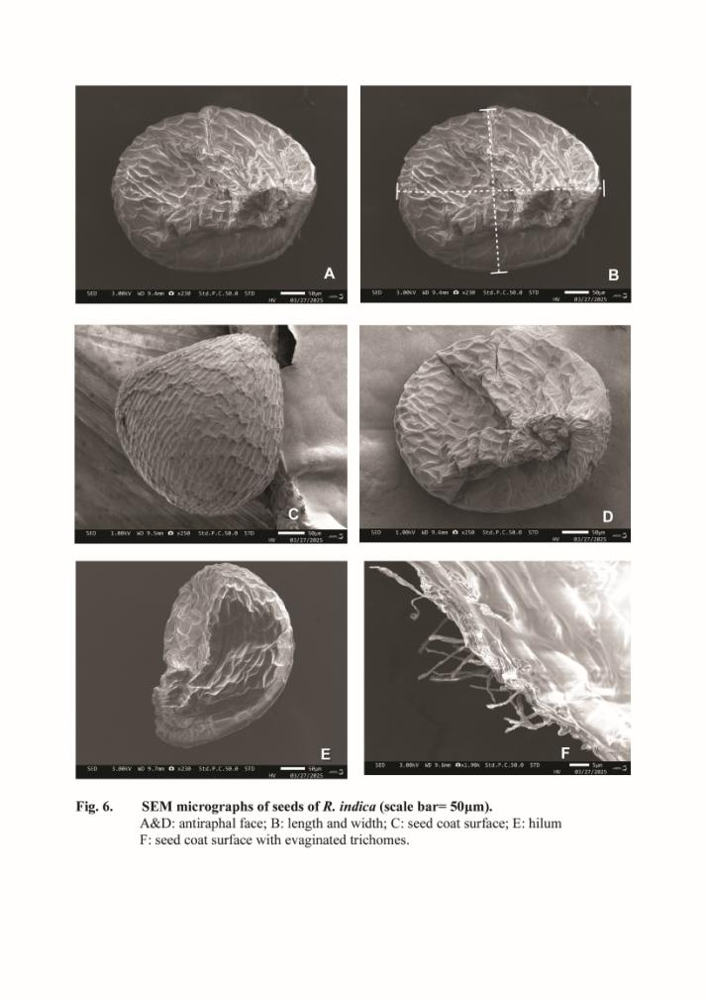 A
SED 3.00kV WD 9.4mm x230 Std.P.C.50.0 STD 50µm
HV 03/27/2025
B
SED 3.00kV WD 9.4mm x230 Std.P.C.50.0 STD 50µm
HV 03/27/2025
C
SED 1.00kV WD 9.5mm x250 Std.P.C.50.0 STD 50µm
HV 03/27/2025
D
SED 1.00kV WD 9.6mm x250 Std.P.C.50.0 STD 50µm
HV 03/27/2025
E
SED 3.00kV WD 9.7mm x230 Std.P.C.50.0 STD 50µm
HV 03/27/2025
F
SED 3.00kV WD 9.6mm x1.90k Std.P.C.50.0 STD 5µm
HV 03/27/2025
Fig. 6. SEM micrographs of seeds of R. indica (scale bar= 50µm).
A&D: antiraphal face; B: length and width; C: seed coat surface; E: hilum
F: seed coat surface with evaginated trichomes.